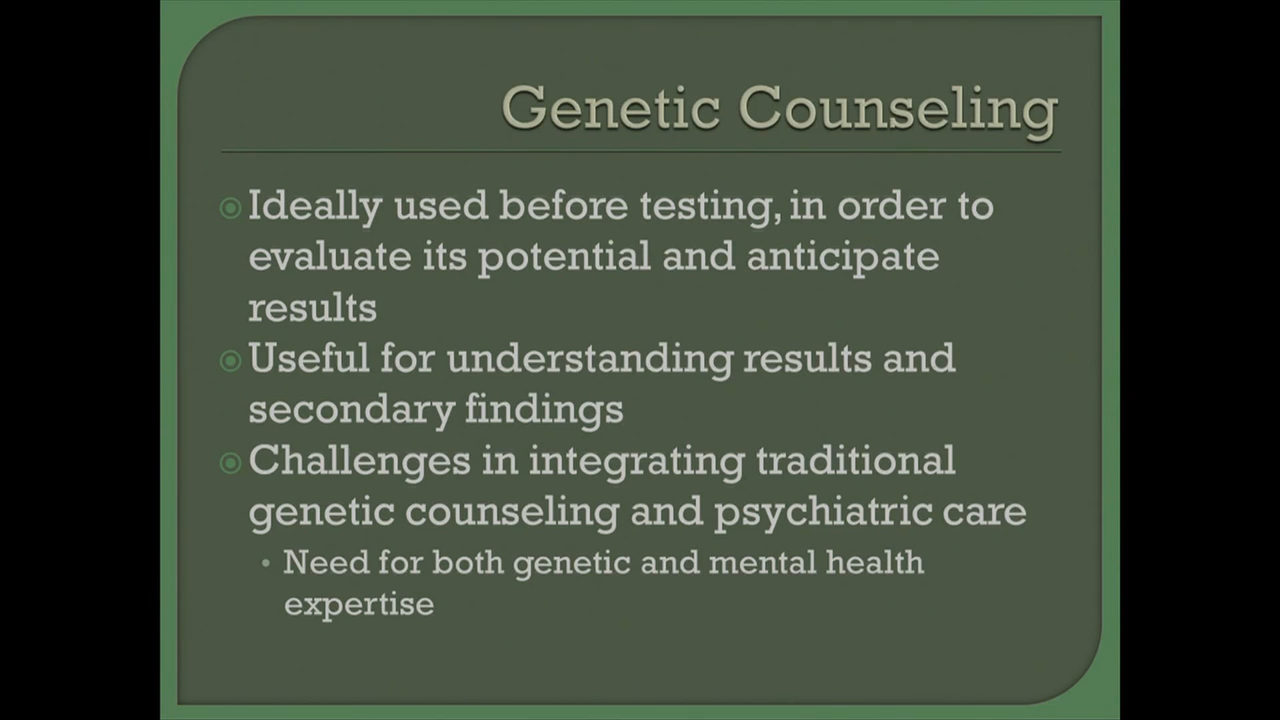 Genetic Counseling
Ideally used before testing, in order to
evaluate its potential and anticipate
results
Useful for understanding results and
secondary findings
Challenges in integrating traditional
genetic counseling and psychiatric care
• Need for both genetic and mental health
expertise